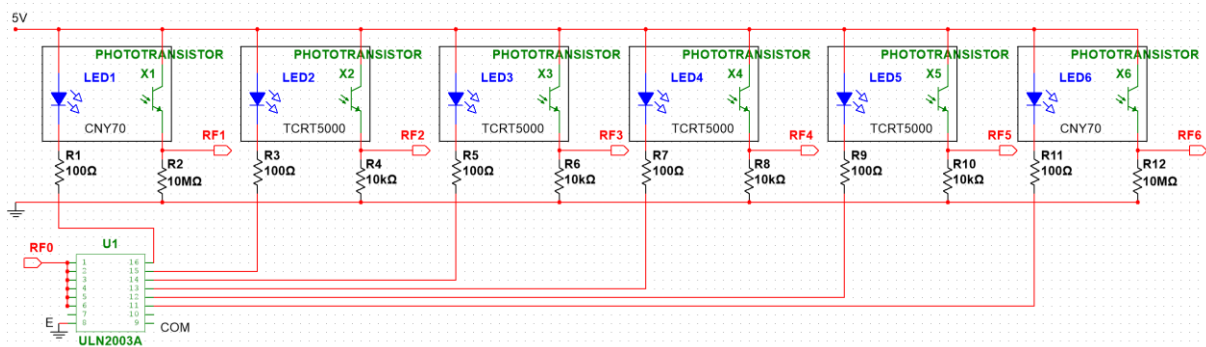 5V
PHOTOTRANSISTOR PHOTOTRANSISTOR PHOTOTRANSISTOR PHOTOTRANSISTOR PHOTOTRANSISTOR PHOTOTRANSISTOR
LED1 X1 LED2 X2 LED3 X3 LED4 X4 LED5 X5 LED6 X6
CNY70 TCRT5000 TCRT5000 TCRT5000 TCRT5000 CNY70
RF1 RF2 RF3 RF4 RF5 RF6
R1 R2 R3 R4 R5 R6 R7 R8 R9 R10 R11 R12
100Ω 10MΩ 100Ω 10kΩ 100Ω 10kΩ 100Ω 10kΩ 100Ω 10kΩ 100Ω 10MΩ
U1
RF0
1 16
2 15
3 14
4 13
5 12
6 11
7 10
E 8 9 COM
ULN2003A